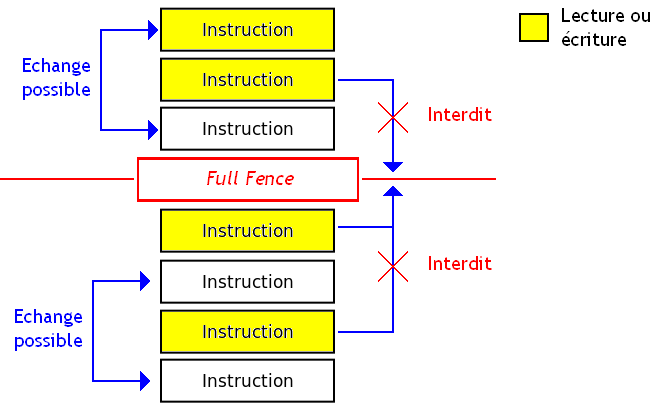 Instruction
Lecture ou
écriture
Echange
possible
Instruction
Interdit
Instruction
Full Fence
Instruction
Interdit
Instruction
Echange
possible
Instruction
Instruction